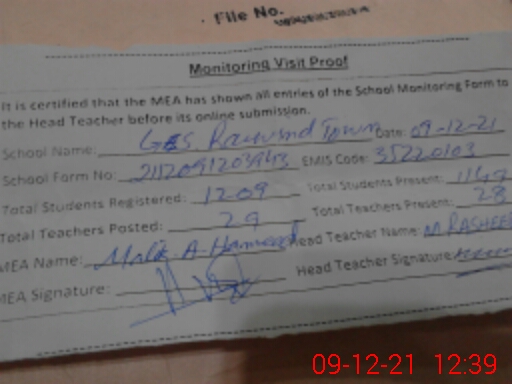 File No.
Monitoring Visit Proof
It is certified that the MEA has shown all entries of the School Monitoring Form to
the Head Teacher before its online submission.
School Name: GES Raiwind Town Date: 09-12-21
School Form No: EMIS Code: 35220103
Total Students Registered: 1209 Total Students Present:
Total Teachers Posted: 29 Total Teachers Present: 28
MEA Name: Malik A. Hameed Head Teacher Name: M RASHEED
MEA Signature: Head Teacher Signature:
09-12-21 12:39